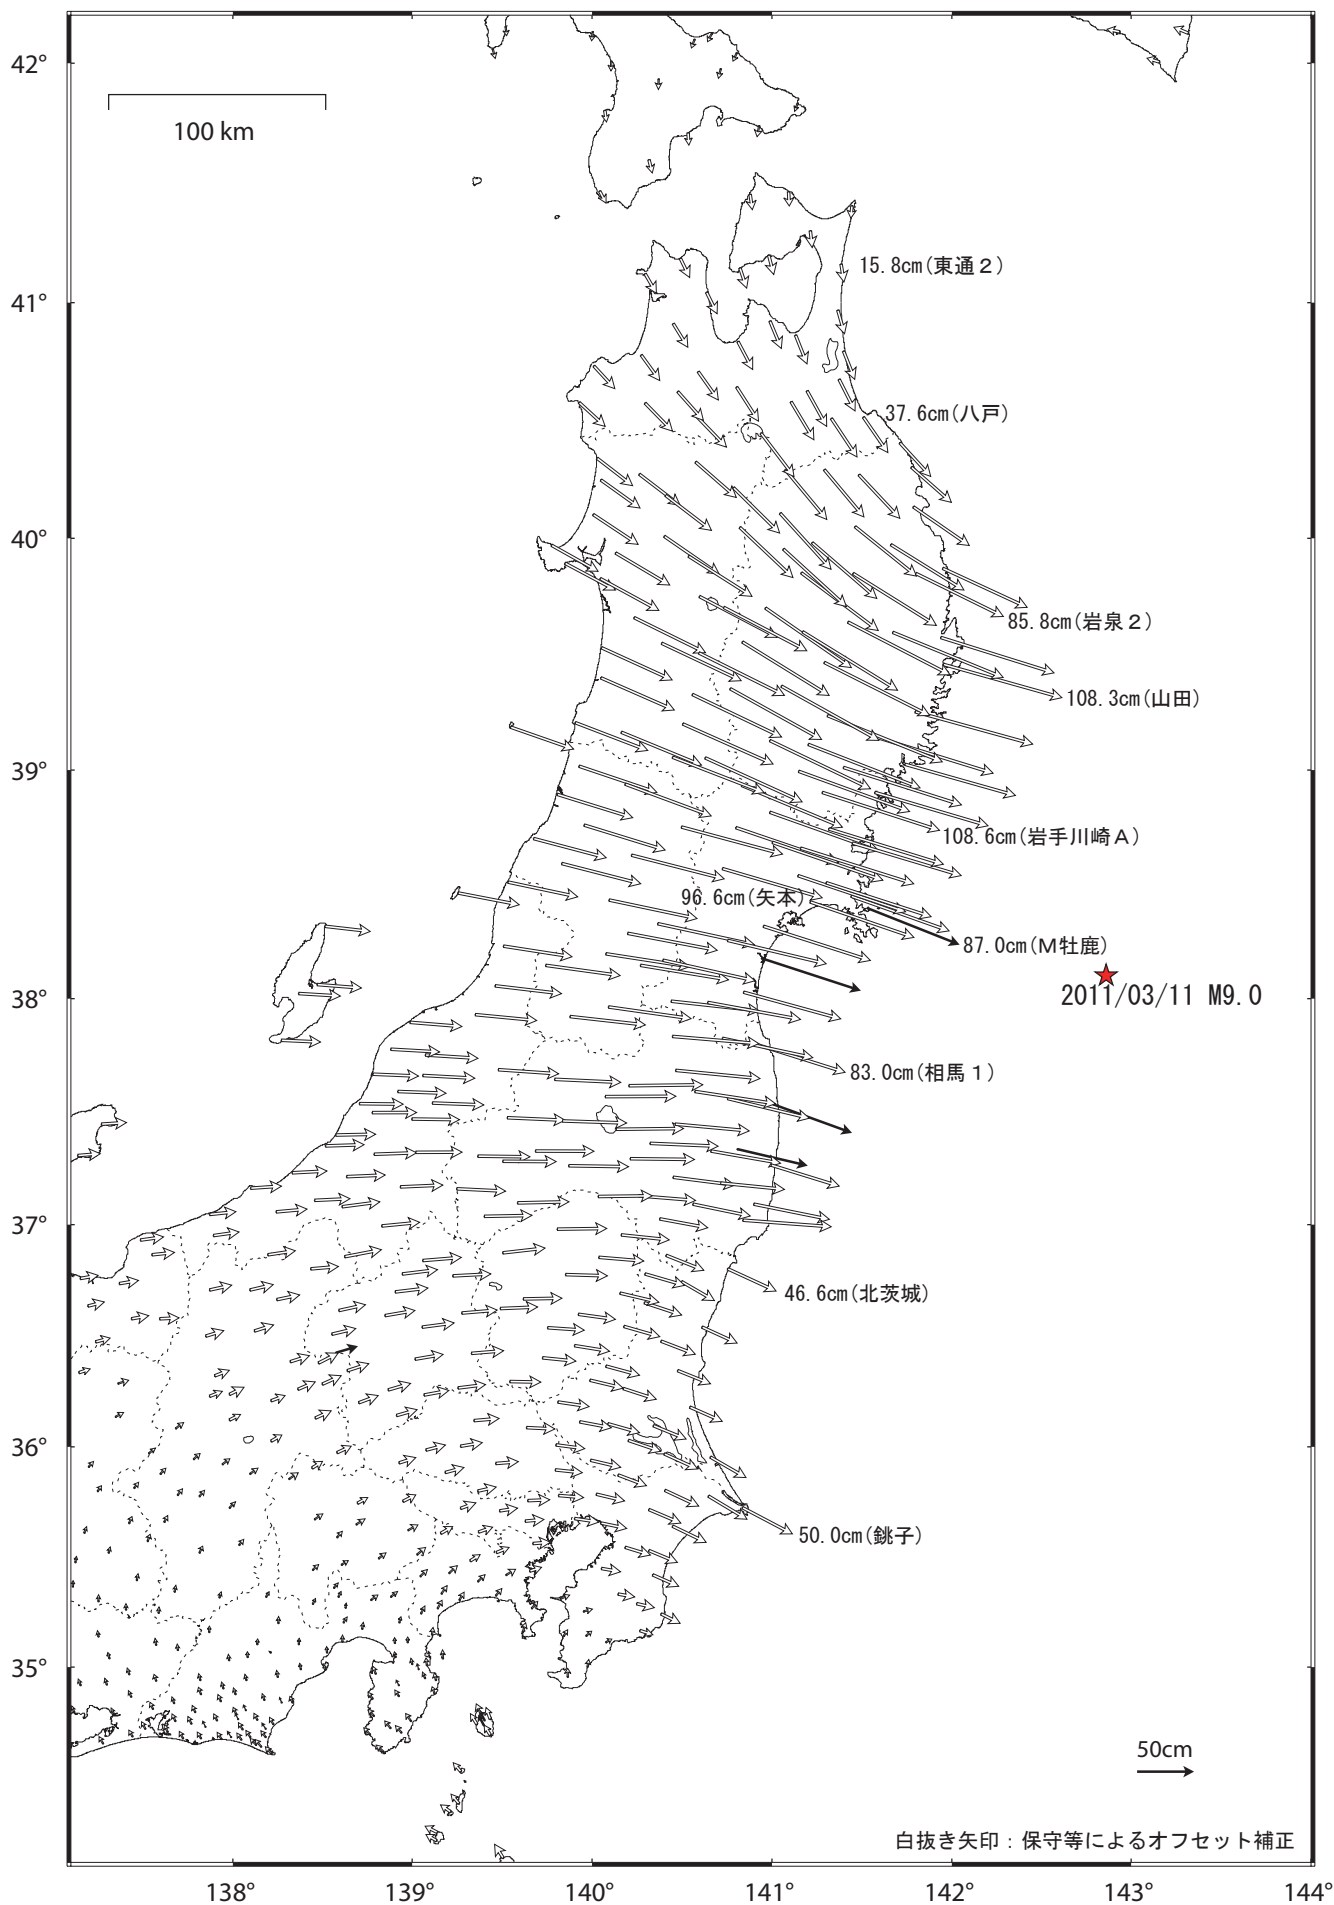 42°
100 km
15.8cm(東通２)
41°
37.6cm(八戸)
40°
85.8cm(岩泉２)
108.3cm(山田)
39°
108.6cm(岩手川崎Ａ)
96.6cm(矢本)
87.0cm(Ｍ牡鹿)
38°
2011/03/11 M9.0
83.0cm(相馬１)
37°
46.6cm(北茨城)
36°
50.0cm(銚子)
35°
50cm
白抜き矢印：保守等によるオフセット補正
138° 139° 140° 141° 142° 143° 144°